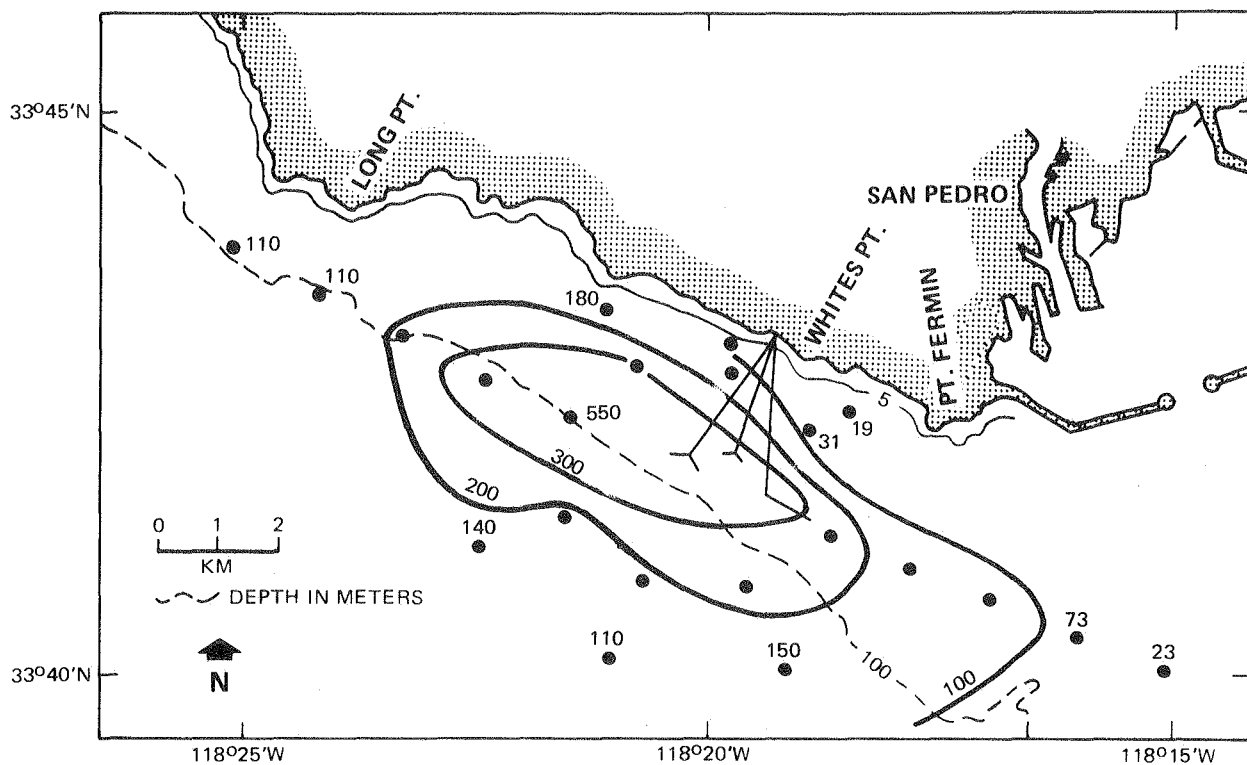 33°45'N
LONG PT.
SAN PEDRO
WHITES PT.
PT. FERMIN
110
110
180
5
19
31
550
300
200
140
0 1 2
KM
DEPTH IN METERS
N
110
150
100
100
73
23
33°40'N
118°25'W
118°20'W
118°15'W